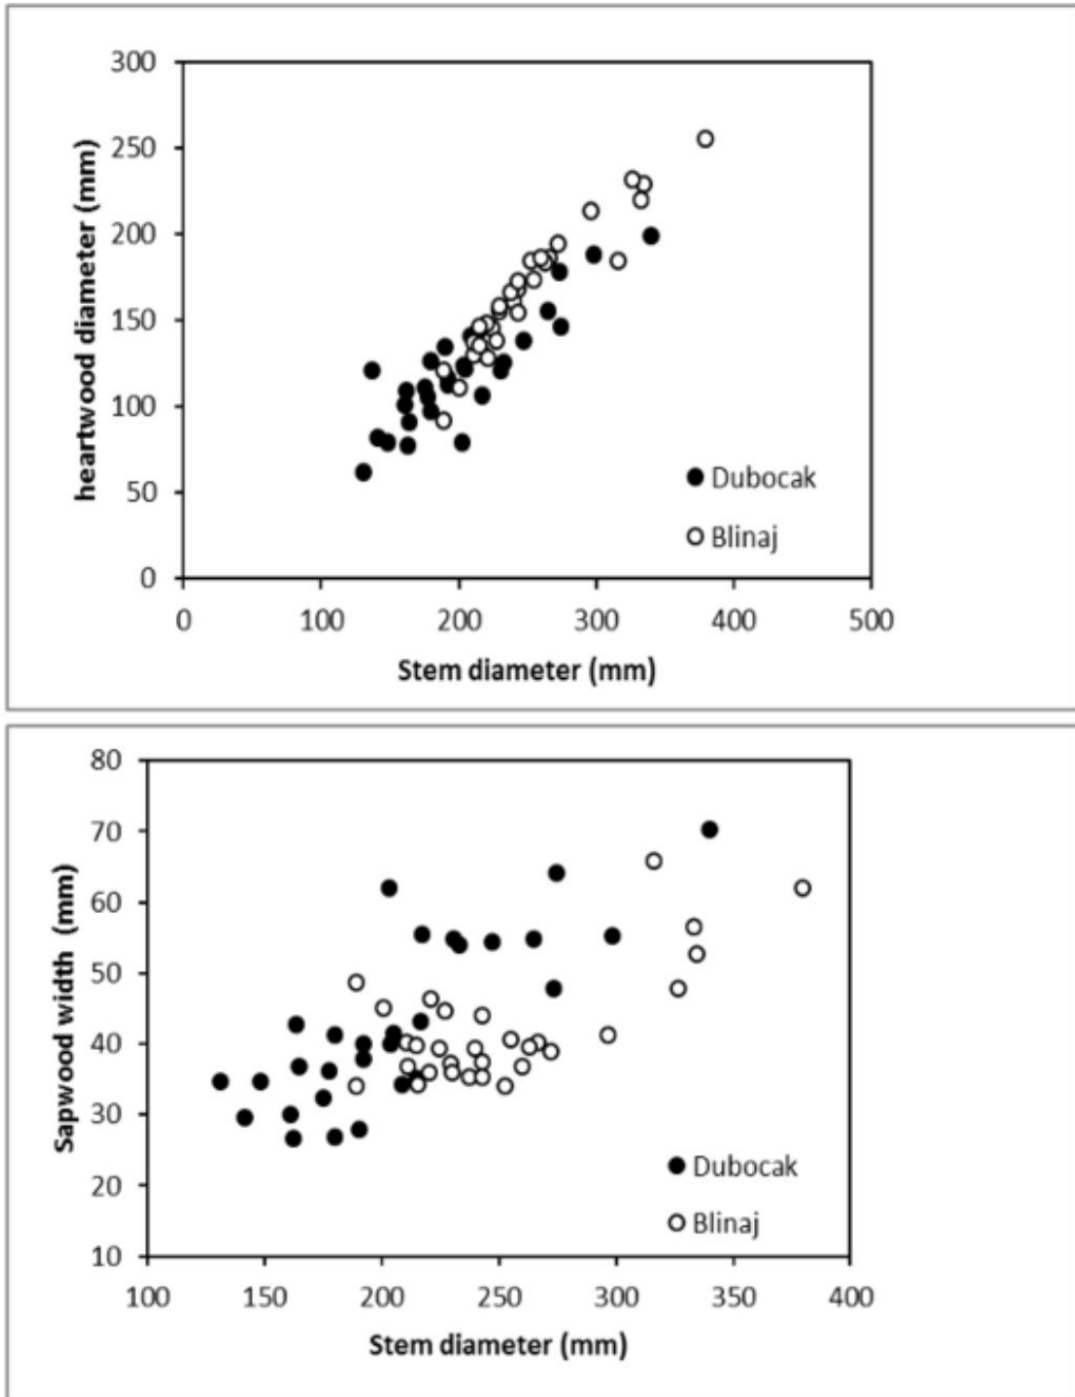 300
250
200
150
100
50
0
heartwood diameter (mm)
0 100 200 300 400 500
Stem diameter (mm)
Dubocak
Blinaj
80
70
60
50
40
30
20
10
Sapwood width (mm)
100 150 200 250 300 350 400
Stem diameter (mm)
Dubocak
Blinaj